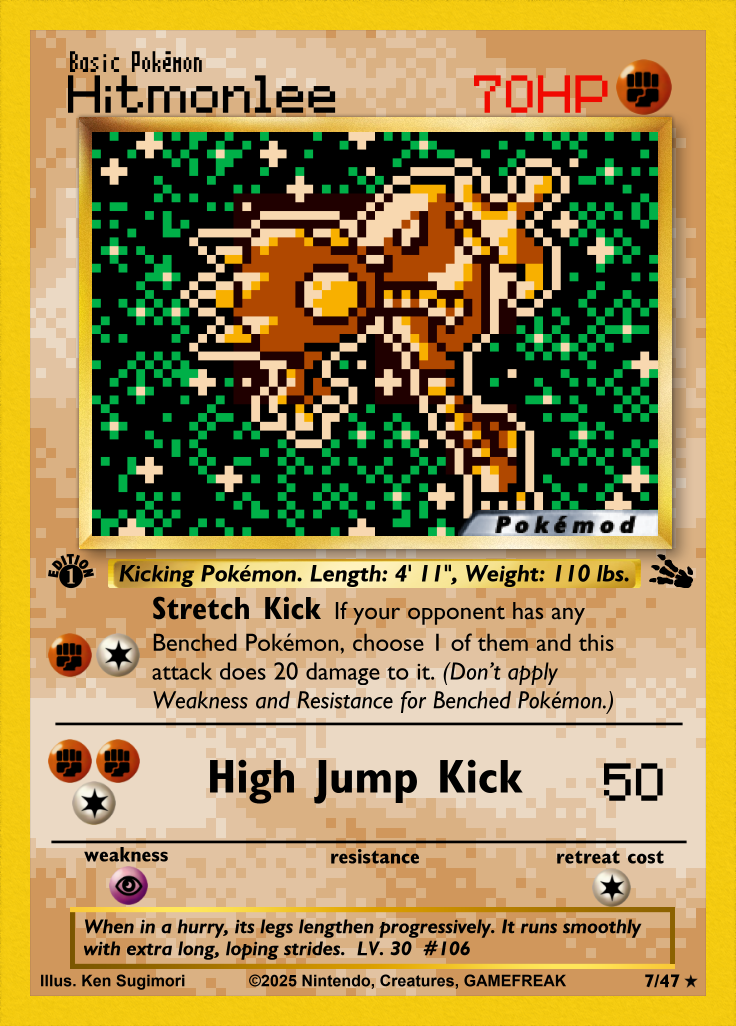 Basic Pokémon
Hitmonlee 70HP
Pokémod
EDITION
1
Kicking Pokémon. Length: 4' 11", Weight: 110 lbs.
Stretch Kick If your opponent has any
Benched Pokémon, choose 1 of them and this
attack does 20 damage to it. (Don't apply
Weakness and Resistance for Benched Pokémon.)
High Jump Kick 50
weakness resistance retreat cost
When in a hurry, its legs lengthen progressively. It runs smoothly
with extra long, loping strides. LV. 30 #106
Illus. Ken Sugimori ©2025 Nintendo, Creatures, GAMEFREAK 7/47 ★